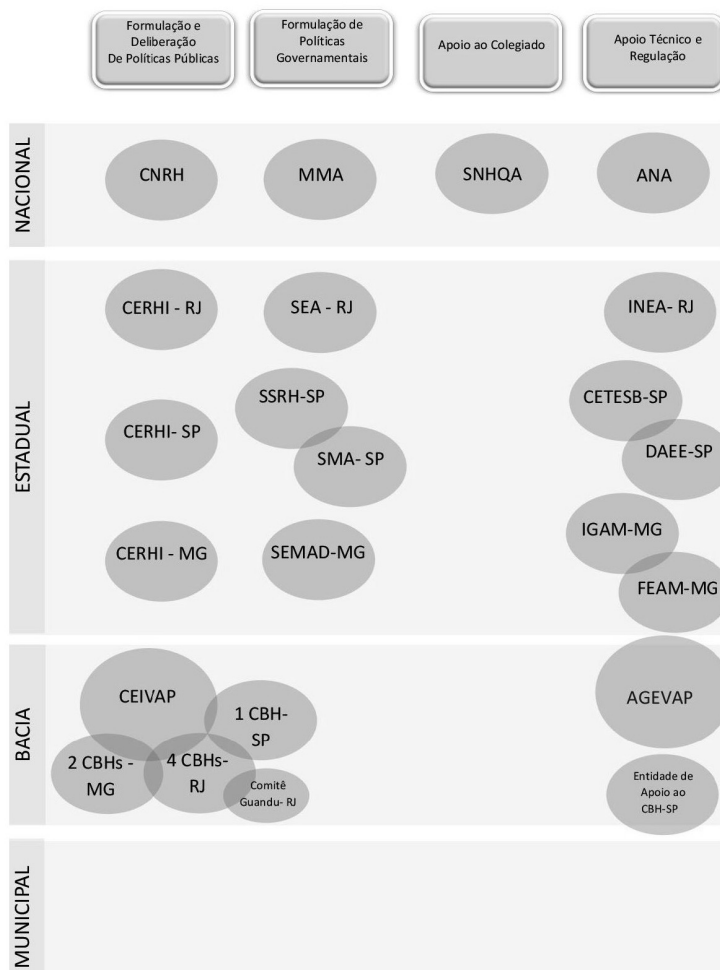 Formulação e
Deliberação
De Políticas Públicas
Formulação de
Políticas
Governamentais
Apoio ao Colegiado
Apoio Técnico e
Regulação
NACIONAL
CNRH
MMA
SNHQA
ANA
ESTADUAL
CERHI - RJ
SEA - RJ
INEA- RJ
CERHI- SP
SSRH-SP
SMA- SP
CETESB-SP
DAEE-SP
CERHI - MG
SEMAD-MG
IGAM-MG
FEAM-MG
BACIA
CEIVAP
1 CBH-
SP
2 CBHs -
MG
4 CBHs-
RJ
Comitê
Guandu- RJ
AGEVAP
Entidade de
Apoio ao
CBH-SP
MUNICIPAL